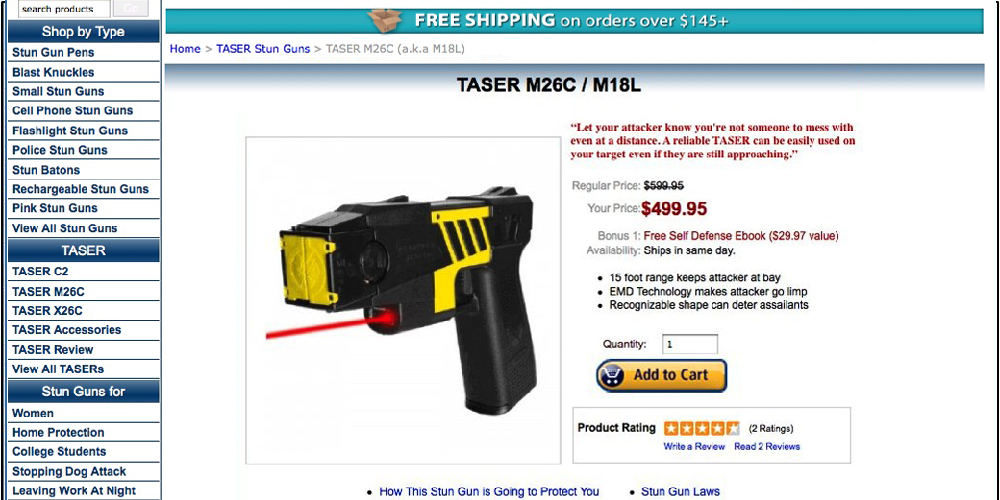 search products
Go
Shop by Type
Stun Gun Pens
Blast Knuckles
Small Stun Guns
Cell Phone Stun Guns
Flashlight Stun Guns
Police Stun Guns
Stun Batons
Rechargeable Stun Guns
Pink Stun Guns
View All Stun Guns
TASER
TASER C2
TASER M26C
TASER X26C
TASER Accessories
TASER Review
View All TASERs
Stun Guns for
Women
Home Protection
College Students
Stopping Dog Attack
Leaving Work At Night
FREE SHIPPING on orders over $145+
Home > TASER Stun Guns > TASER M26C (a.k.a M18L)
TASER M26C / M18L
“Let your attacker know you're not someone to mess with
even at a distance. A reliable TASER can be easily used on
your target even if they are still approaching.”
Regular Price: $599.95
Your Price: $499.95
Bonus 1: Free Self Defense Ebook ($29.97 value)
Availability: Ships in same day.
• 15 foot range keeps attacker at bay
• EMD Technology makes attacker go limp
• Recognizable shape can deter assailants
Quantity: 1
Add to Cart
Product Rating (2 Ratings)
Write a Review Read 2 Reviews
• How This Stun Gun is Going to Protect You • Stun Gun Laws